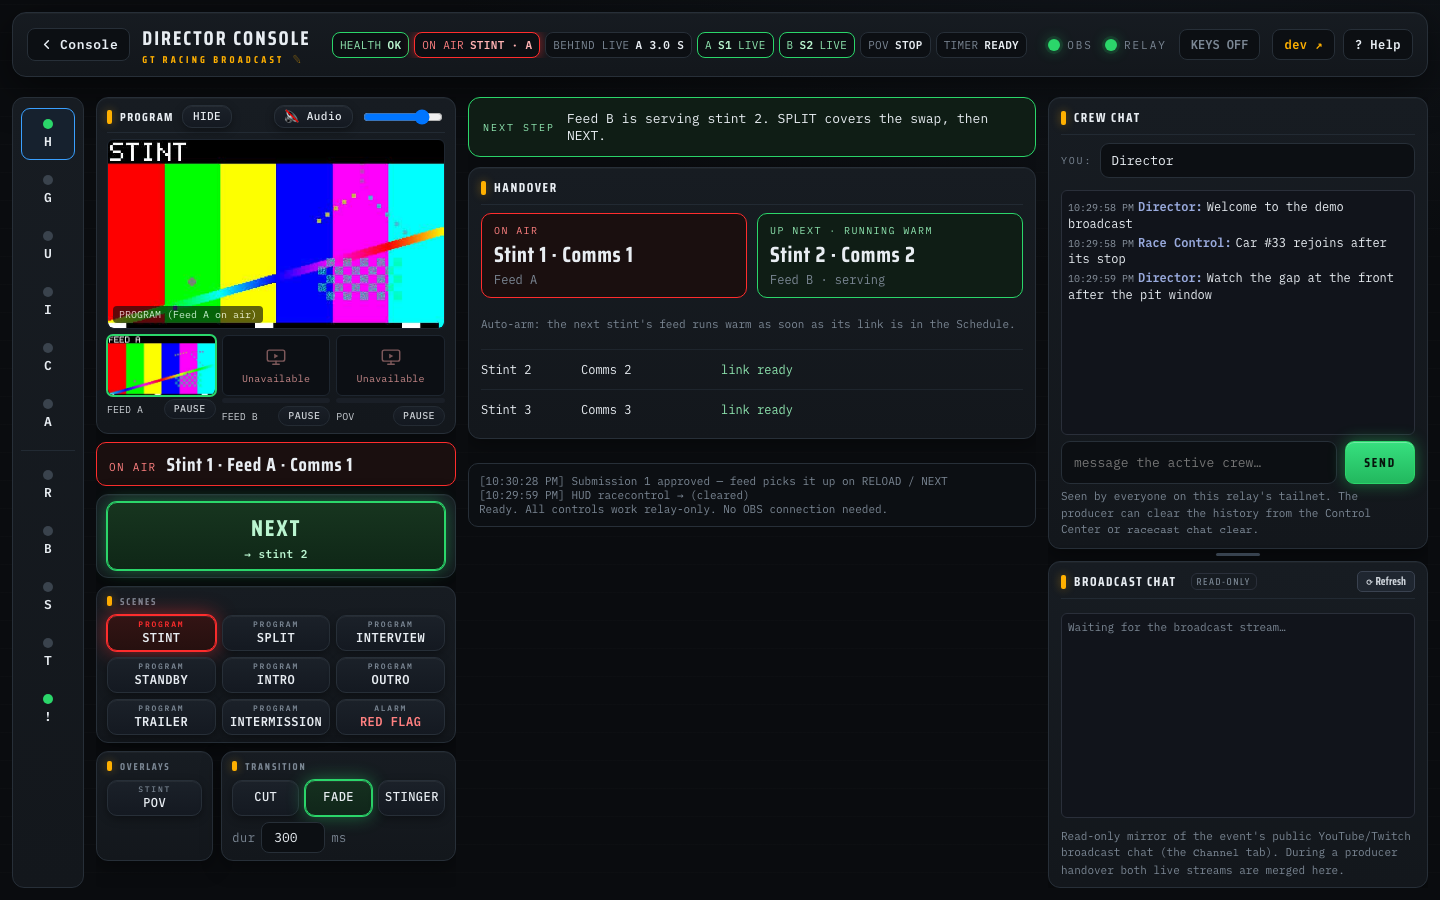 Console
DIRECTOR CONSOLE
GT RACING BROADCAST
HEALTH OK
ON AIR STINT · A
BEHIND LIVE A 3.0 S
A S1 LIVE
B S2 LIVE
POV STOP
TIMER READY
OBS
RELAY
KEYS OFF
dev ↗
? Help
H
G
U
I
C
A
R
B
S
T
!
PROGRAM
HIDE
Audio
STINT
PROGRAM (Feed A on air)
FEED A
Unavailable
Unavailable
FEED A
PAUSE
FEED B
PAUSE
POV
PAUSE
ON AIR Stint 1 · Feed A · Comms 1
NEXT
→ stint 2
SCENES
PROGRAM
STINT
PROGRAM
SPLIT
PROGRAM
INTERVIEW
PROGRAM
STANDBY
PROGRAM
INTRO
PROGRAM
OUTRO
PROGRAM
TRAILER
PROGRAM
INTERMISSION
ALARM
RED FLAG
OVERLAYS
STINT
POV
TRANSITION
CUT
FADE
STINGER
dur 300 ms
NEXT STEP
Feed B is serving stint 2. SPLIT covers the swap, then
NEXT.
HANDOVER
ON AIR
Stint 1 · Comms 1
Feed A
UP NEXT · RUNNING WARM
Stint 2 · Comms 2
Feed B · serving
Auto-arm: the next stint's feed runs warm as soon as its link is in the Schedule.
Stint 2 Comms 2 link ready
Stint 3 Comms 3 link ready
[10:30:28 PM] Submission 1 approved — feed picks it up on RELOAD / NEXT
[10:29:59 PM] HUD racecontrol → (cleared)
Ready. All controls work relay-only. No OBS connection needed.
CREW CHAT
YOU: Director
10:29:58 PM Director: Welcome to the demo
broadcast
10:29:58 PM Race Control: Car #33 rejoins after
its stop
10:29:59 PM Director: Watch the gap at the front
after the pit window
message the active crew…
SEND
Seen by everyone on this relay's tailnet. The
producer can clear the history from the Control
Center or racecast chat clear.
BROADCAST CHAT
READ-ONLY
⟳ Refresh
Waiting for the broadcast stream…
Read-only mirror of the event's public YouTube/Twitch
broadcast chat (the Channel tab). During a producer
handover both live streams are merged here.